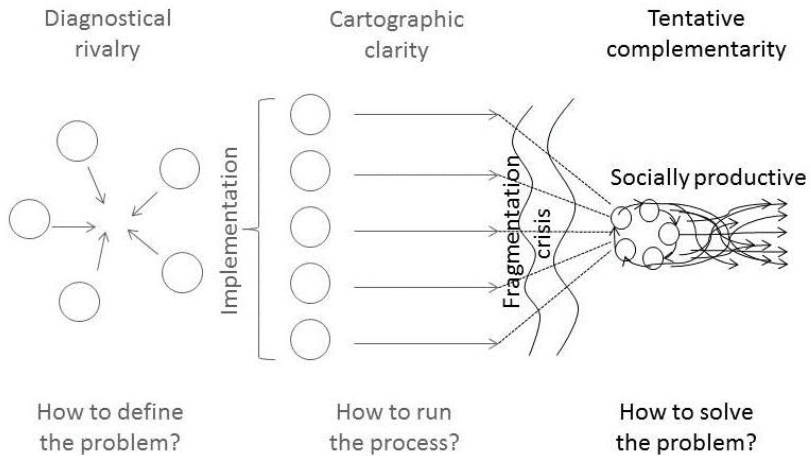 Diagnostical
rivalry
Cartographic
clarity
Tentative
complementarity
Implementation
Fragmentation
crisis
Socially productive
How to define
the problem?
How to run
the process?
How to solve
the problem?